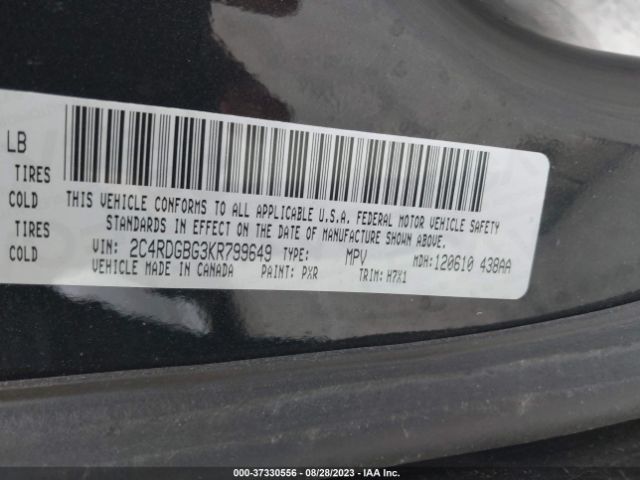 LB
TIRES
COLD
TIRES
COLD
THIS VEHICLE CONFORMS TO ALL APPLICABLE U.S.A. FEDERAL MOTOR VEHICLE SAFETY
STANDARDS IN EFFECT ON THE DATE OF MANUFACTURE SHOWN ABOVE.
VIN: 2C4RDGBG3KR799649 TYPE: MPV MDH:120610 438AA
VEHICLE MADE IN CANADA PAINT: PXR TRIM: H7X1
000-37330556 - 08/28/2023 - IAA Inc.